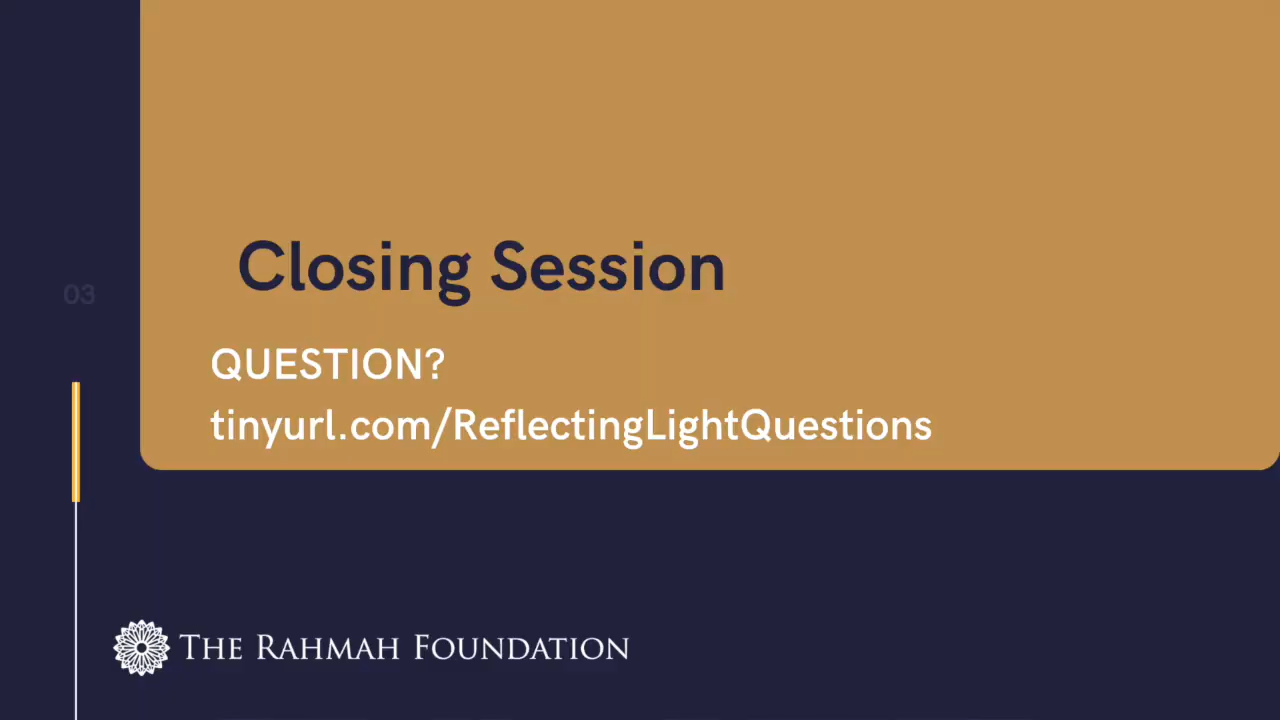 Closing Session
03
QUESTION?
tinyurl.com/ReflectingLightQuestions
THE RAHMAH FOUNDATION